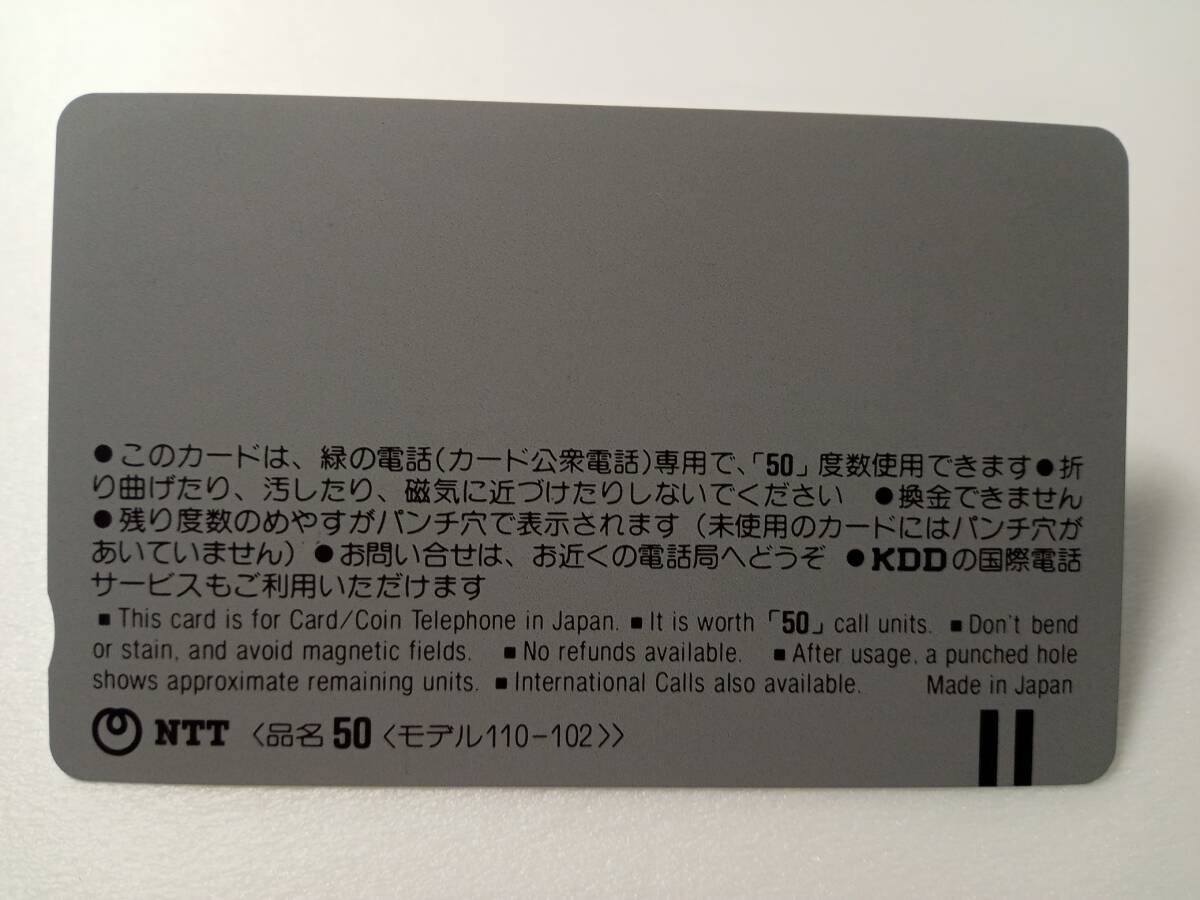 ●このカードは、緑の電話(カード公衆電話)専用で、「50」度数使用できます●折
り曲げたり、汚したり、磁気に近づけたりしないでください ●換金できません
●残り度数のめやすがパンチ穴で表示されます(未使用のカードにはパンチ穴が
あいていません)●お問い合せは、お近くの電話局へどうぞ ●KDDの国際電話
サービスもご利用いただけます
■This card is for Card/Coin Telephone in Japan. ■It is worth 「50」 call units. ■Don't bend
or stain, and avoid magnetic fields. ■No refunds available. ■After usage, a punched hole
shows approximate remaining units. ■International Calls also available. Made in Japan
NTT 〈品名 50〈モデル110-102〉〉